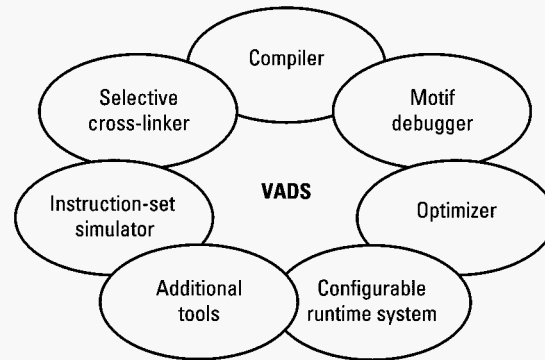 Compiler
Selective
cross-linker
Motif
debugger
Instruction-set
simulator
VADS
Optimizer
Additional
tools
Configurable
runtime system